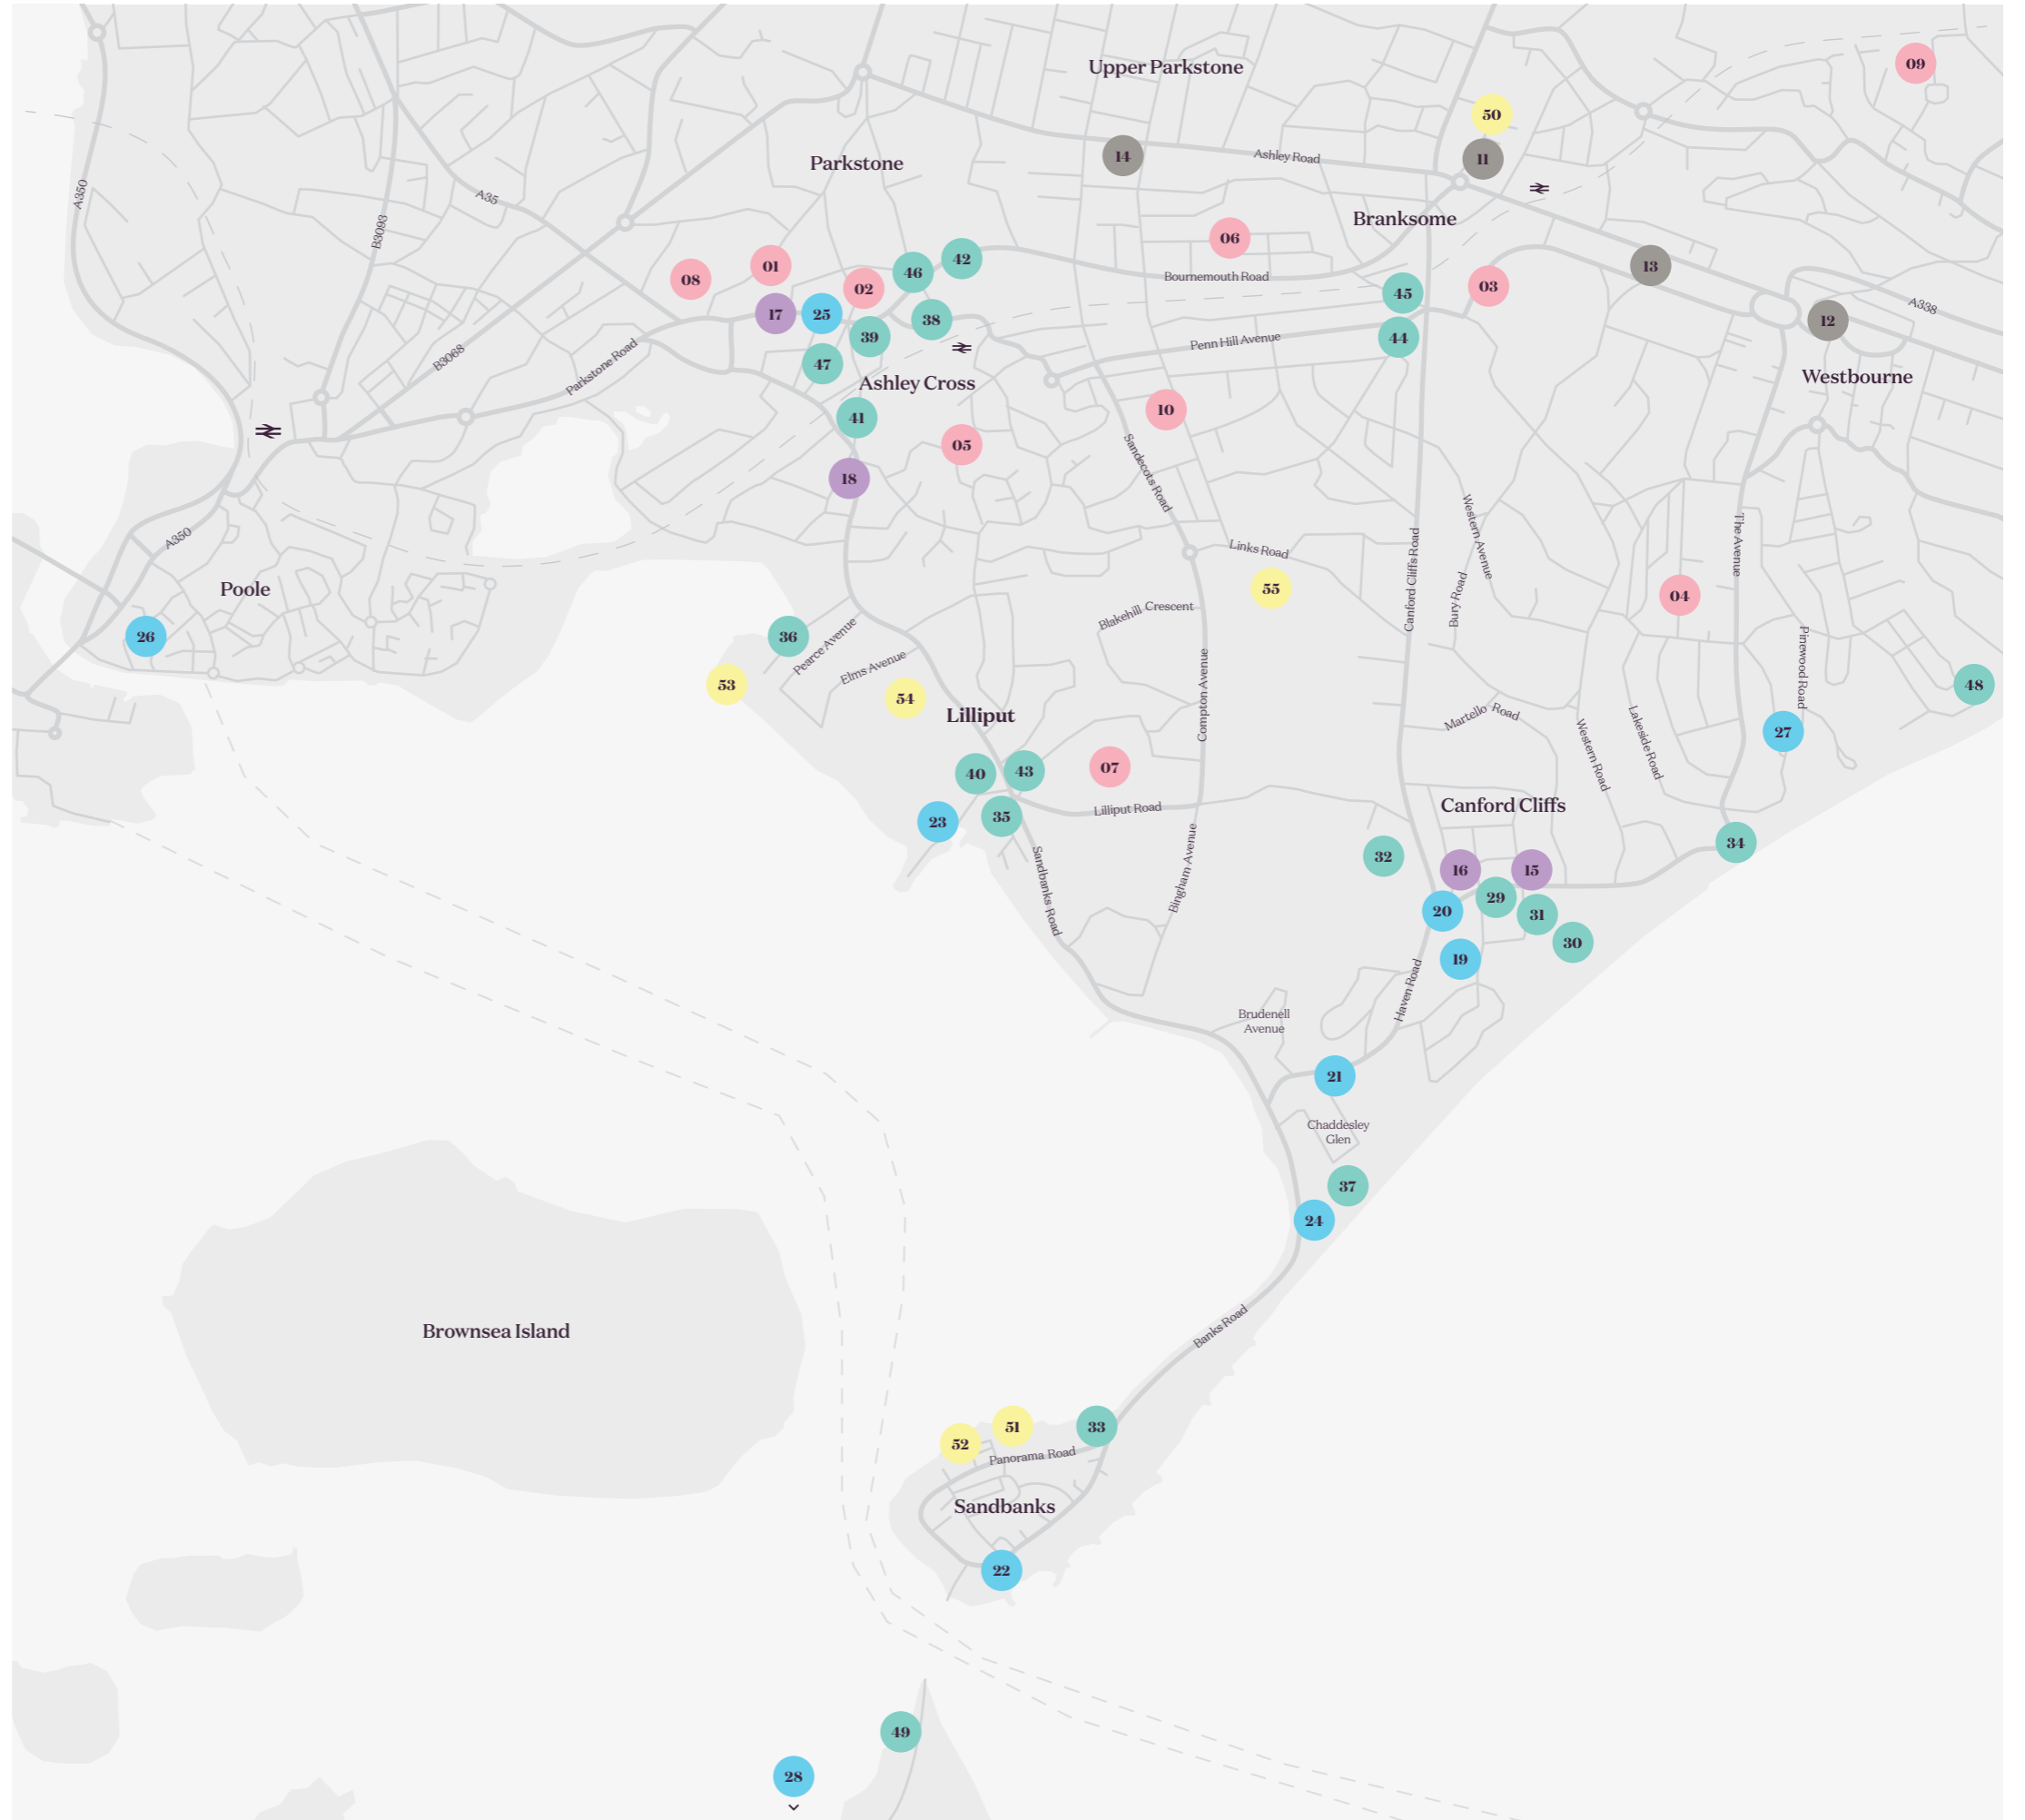 Upper Parkstone
09
50
14
Ashley Road
11
Parkstone
A350
A35
B3093
Branksome
06
Bournemouth Road
42
46
01
08
02
45
03
13
12
A338
17
25
38
39
44
Penn Hill Avenue
B3068
Parkstone Road
47
Ashley Cross
Westbourne
41
10
05
18
Sandecots Road
A350
Links Road
Canford Cliffs Road
Western Avenue
The Avenue
Poole
55
Bury Road
04
26
36
Pearce Avenue
Blakehill Crescent
Elms Avenue
53
54
Compton Avenue
Pinewood Road
48
Lilliput
Martello Road
Western Road
Lakeside Road
27
40
43
07
Lilliput Road
Canford Cliffs
23
35
34
32
16
15
Bingham Avenue
Sandbanks Road
29
20
31
30
19
Haven Road
Brudenell
Avenue
21
Chaddesley
Glen
37
24
Brownsea Island
Banks Road
51
33
52
Panorama Road
Sandbanks
22
49
28